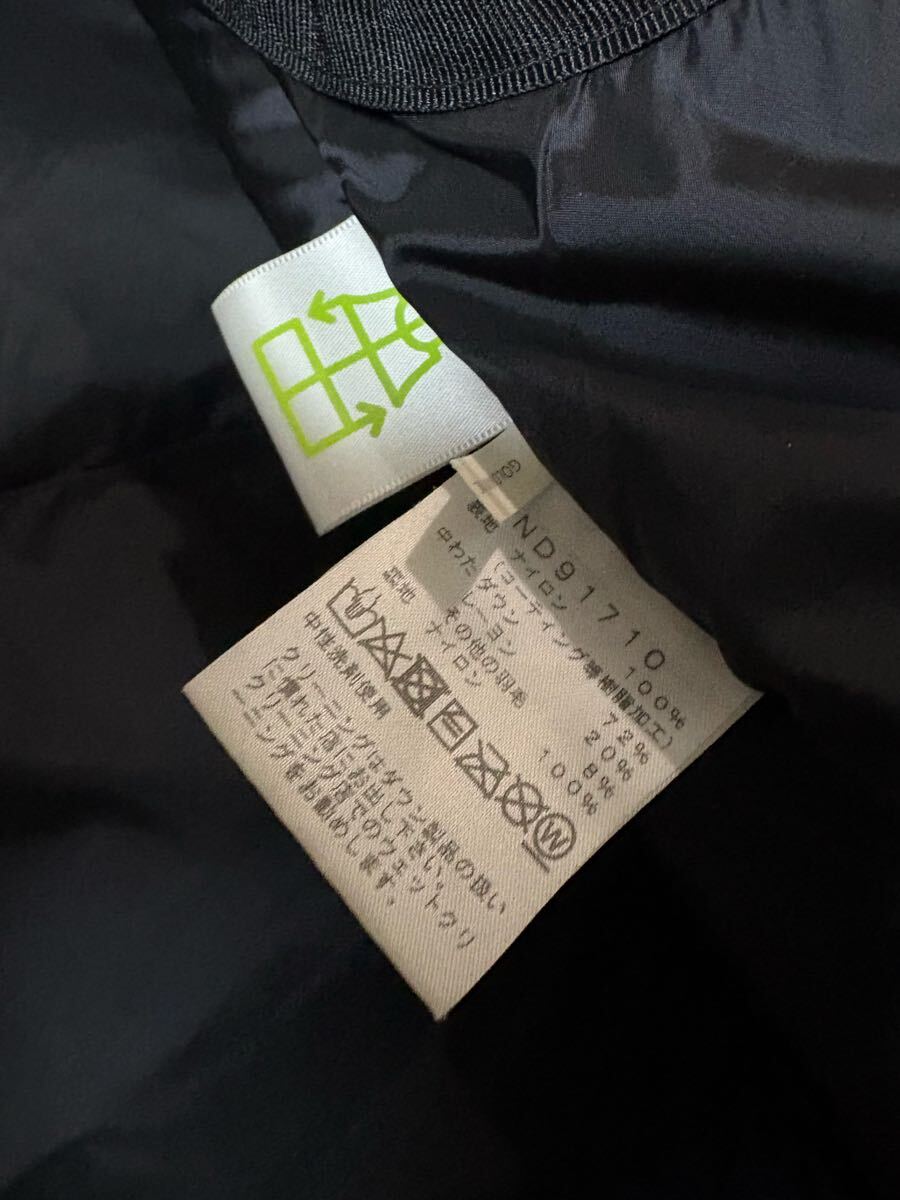 GOLD
ND91710
表地 ナイロン 100%
(コーティング等樹脂加工)
中わた ダウン 72%
レーヨン 20%
その他の羽毛 8%
裏地 ナイロン 100%
W
中性洗剤使用
クリーニングはダウン製品の扱い
に慣れた店にお出し下さい。
クリーニング店でのウェットクリ
ーニングをお勧めします。